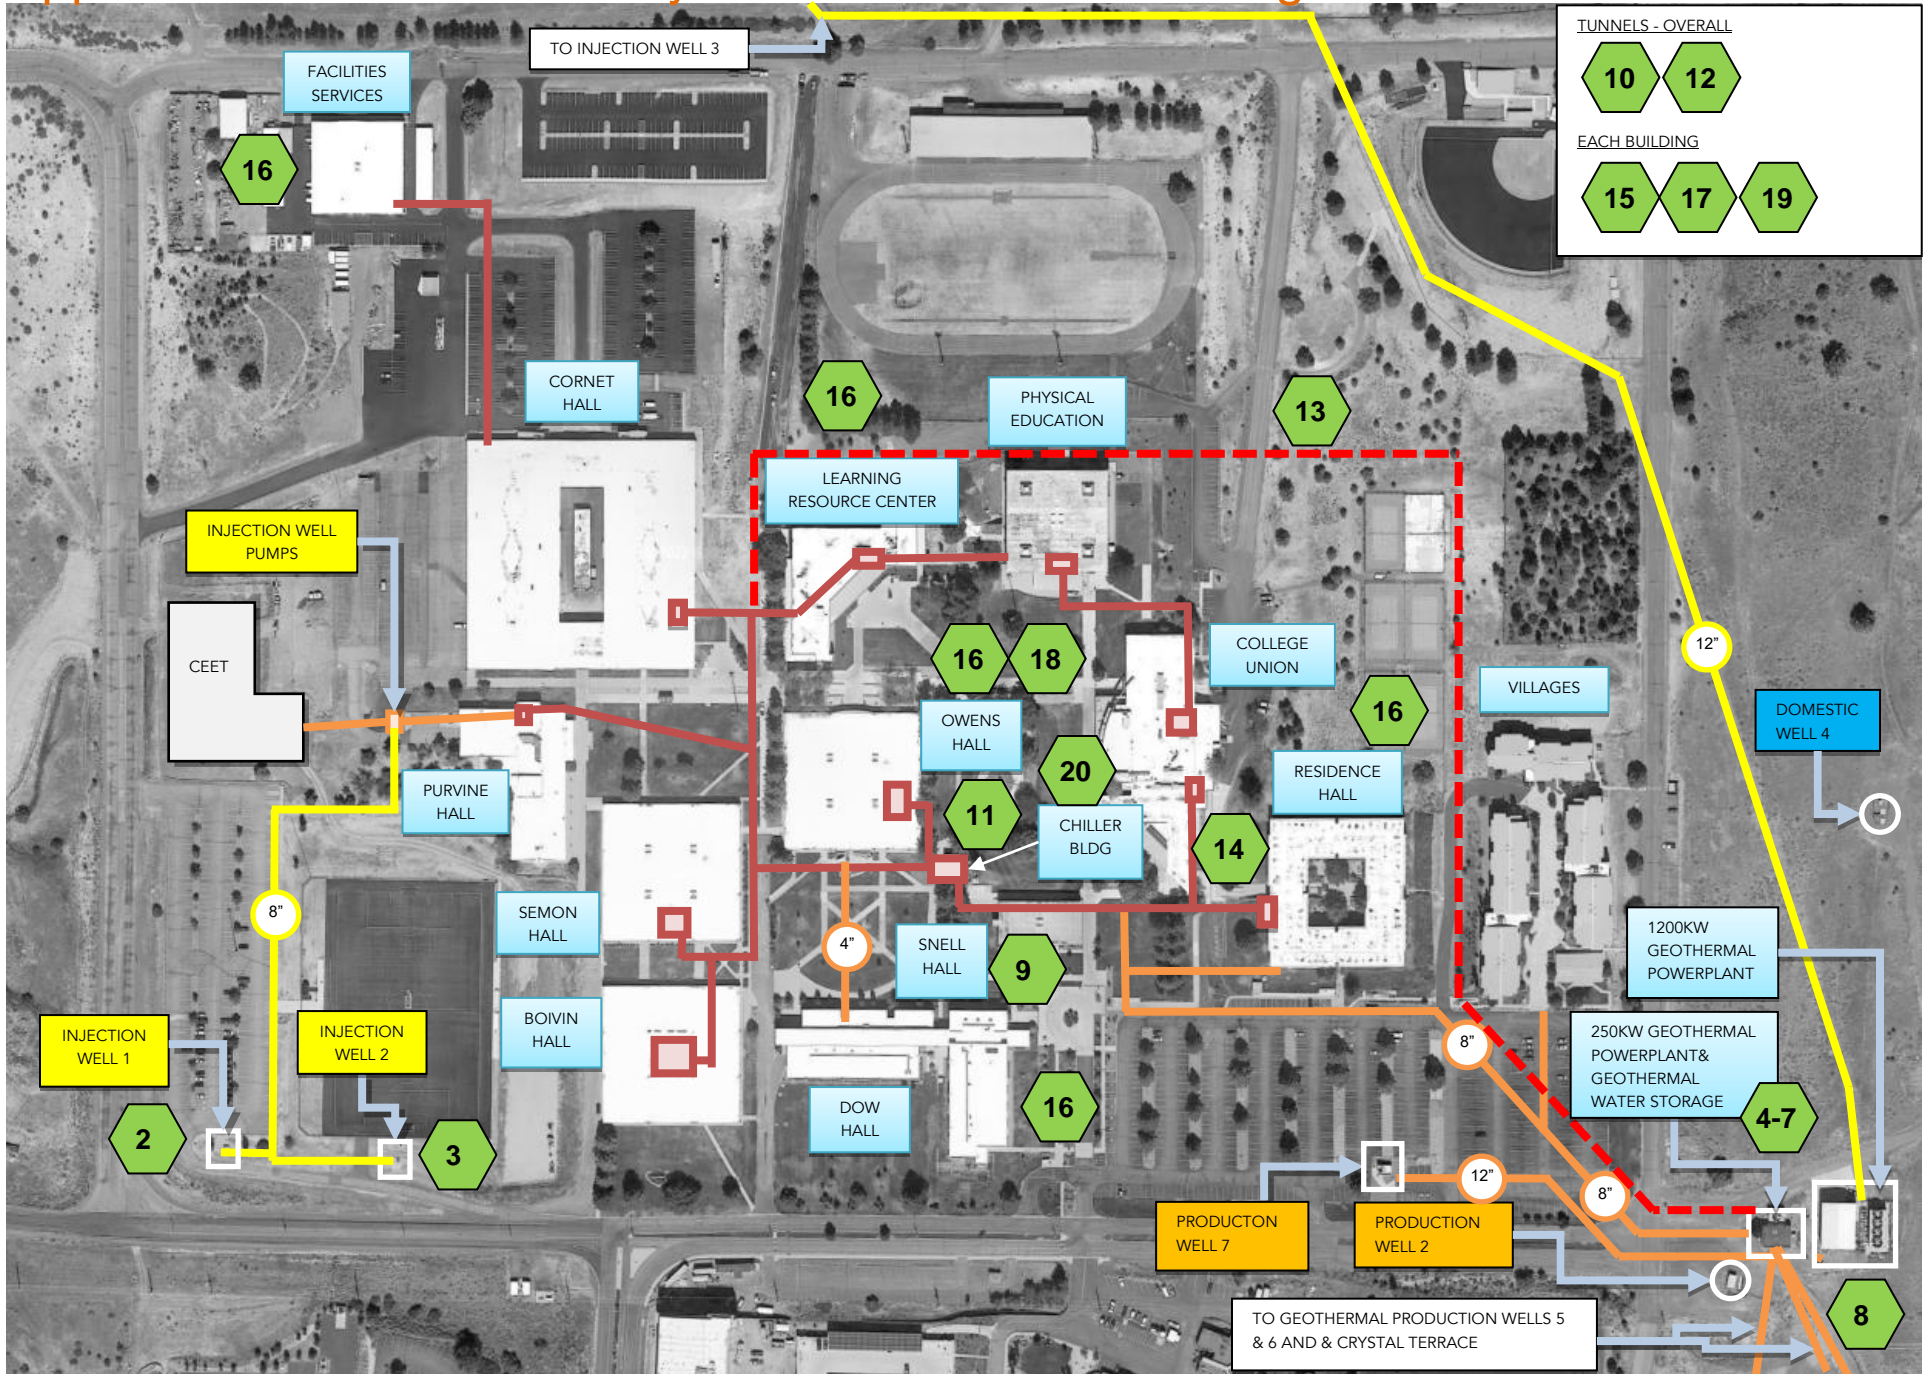 TO INJECTION WELL 3
TUNNELS - OVERALL
10
12
EACH BUILDING
15
17
19
FACILITIES
SERVICES
16
CORNET
HALL
16
PHYSICAL
EDUCATION
13
LEARNING
RESOURCE CENTER
INJECTION WELL
PUMPS
CEET
16
18
COLLEGE
UNION
12"
VILLAGES
16
DOMESTIC
WELL 4
OWENS
HALL
20
RESIDENCE
HALL
PURVINE
HALL
11
CHILLER
BLDG
14
8"
SEMON
HALL
4"
SNELL
HALL
9
1200KW
GEOTHERMAL
POWERPLANT
INJECTION
WELL 1
INJECTION
WELL 2
BOIVIN
HALL
8"
250KW GEOTHERMAL
POWERPLANT&
GEOTHERMAL
WATER STORAGE
4-7
DOW
HALL
16
2
3
12"
8"
PRODUCTON
WELL 7
PRODUCTION
WELL 2
TO GEOTHERMAL PRODUCTION WELLS 5
& 6 AND & CRYSTAL TERRACE
8